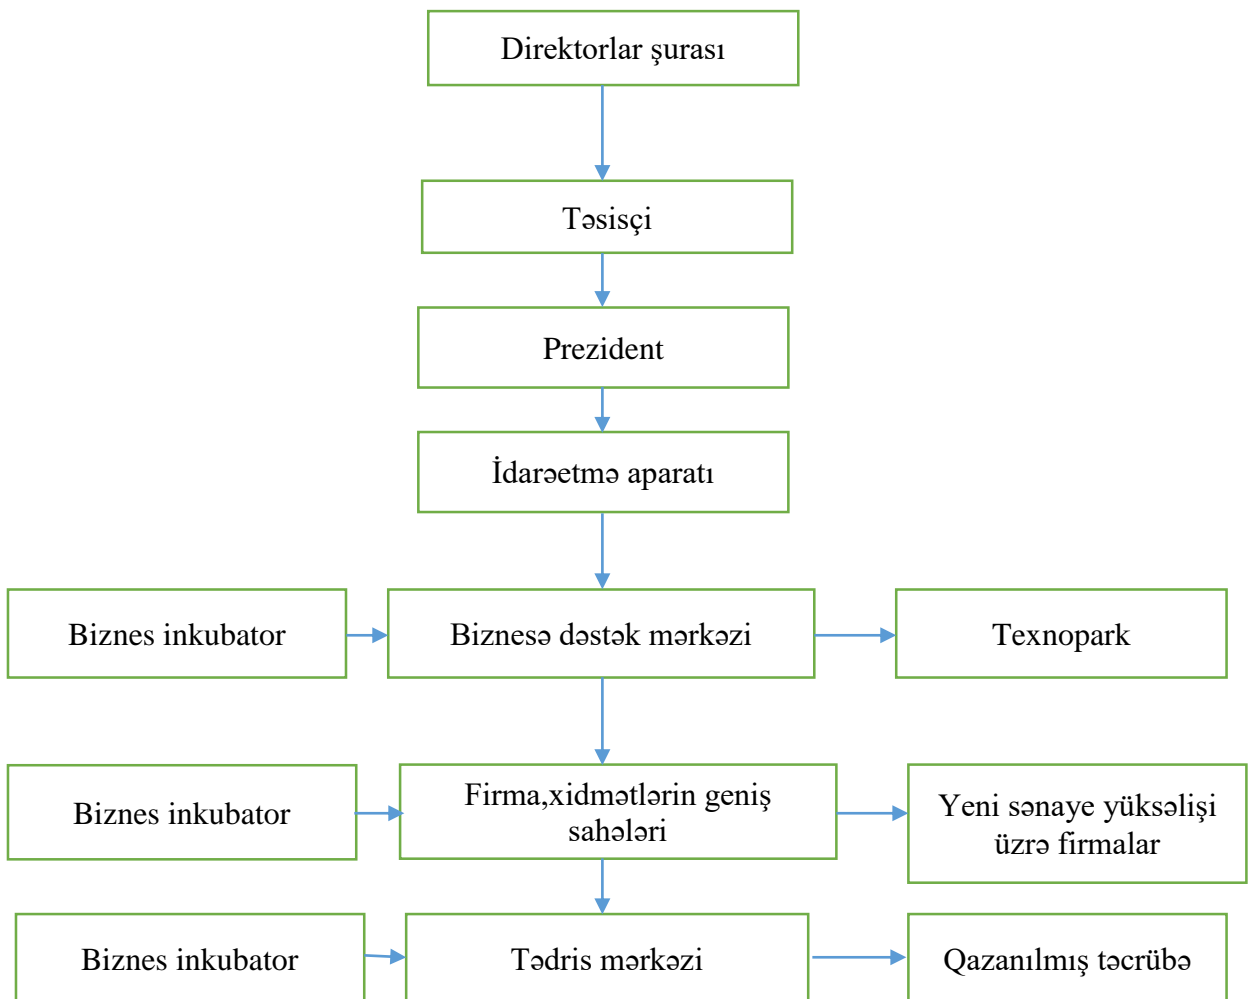 Direktorlar şurası
Təsisçi
Prezident
İdarəetmə aparatı
Biznes inkubator
Biznesə dəstək mərkəzi
Texnopark
Biznes inkubator
Firma,xidmətlərin geniş
sahələri
Yeni sənaye yüksəlişi
üzrə firmalar
Biznes inkubator
Tədris mərkəzi
Qazanılmış təcrübə